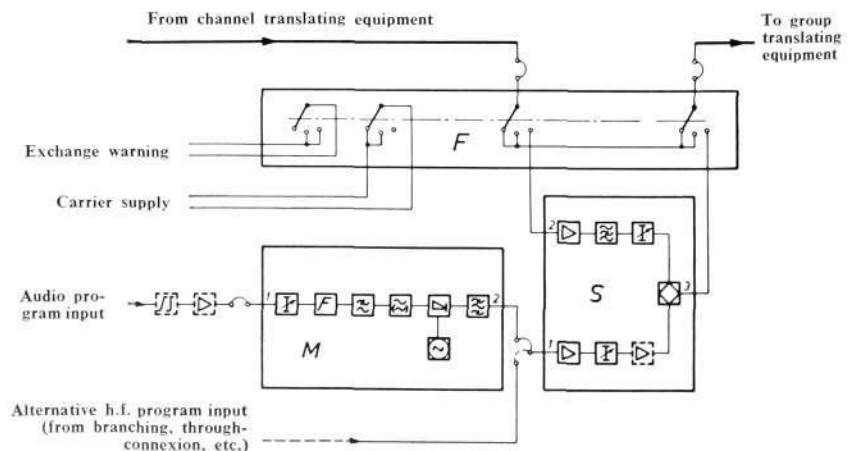 From channel translating equipment
To group
translating
equipment
F
Exchange warning
Carrier supply
2
S
3
1
Audio pro-
gram input
1
F
2
M
Alternative h.f. program input
(from branching, through-
connexion, etc.)